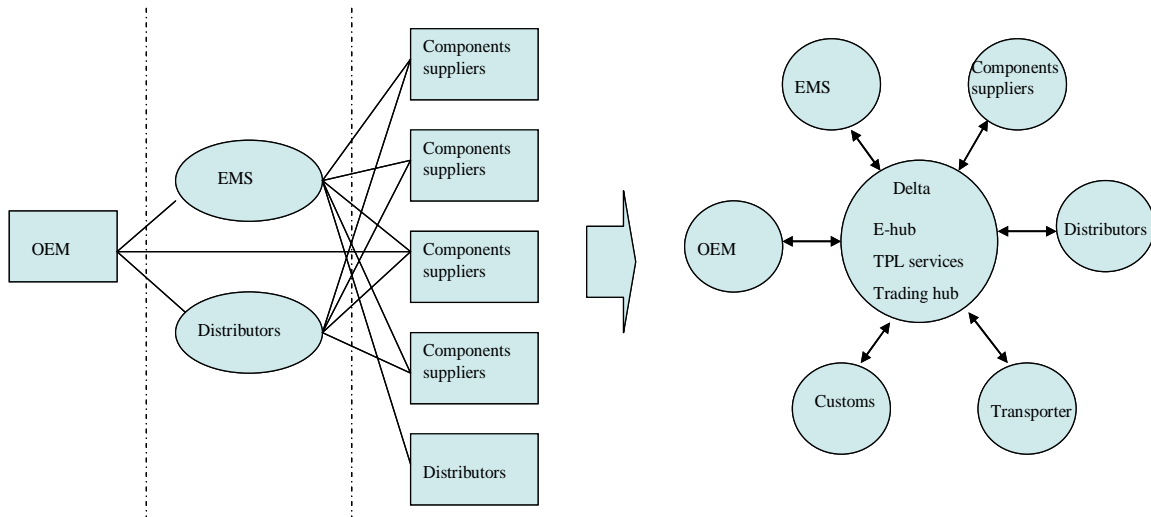 OEM
EMS
Distributors
Components
suppliers
Components
suppliers
Components
suppliers
Components
suppliers
Distributors
EMS
Components
suppliers
OEM
Delta
E-hub
TPL services
Trading hub
Distributors
Customs
Transporter